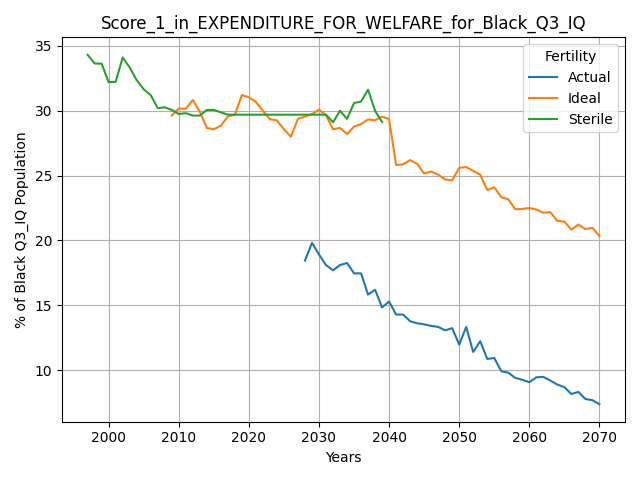 Score_1_in_EXPENDITURE_FOR_WELFARE_for_Black_Q3_IQ
Fertility
Actual
Ideal
Sterile
% of Black Q3_IQ Population
35
30
25
20
15
10
2000 2010 2020 2030 2040 2050 2060 2070
Years